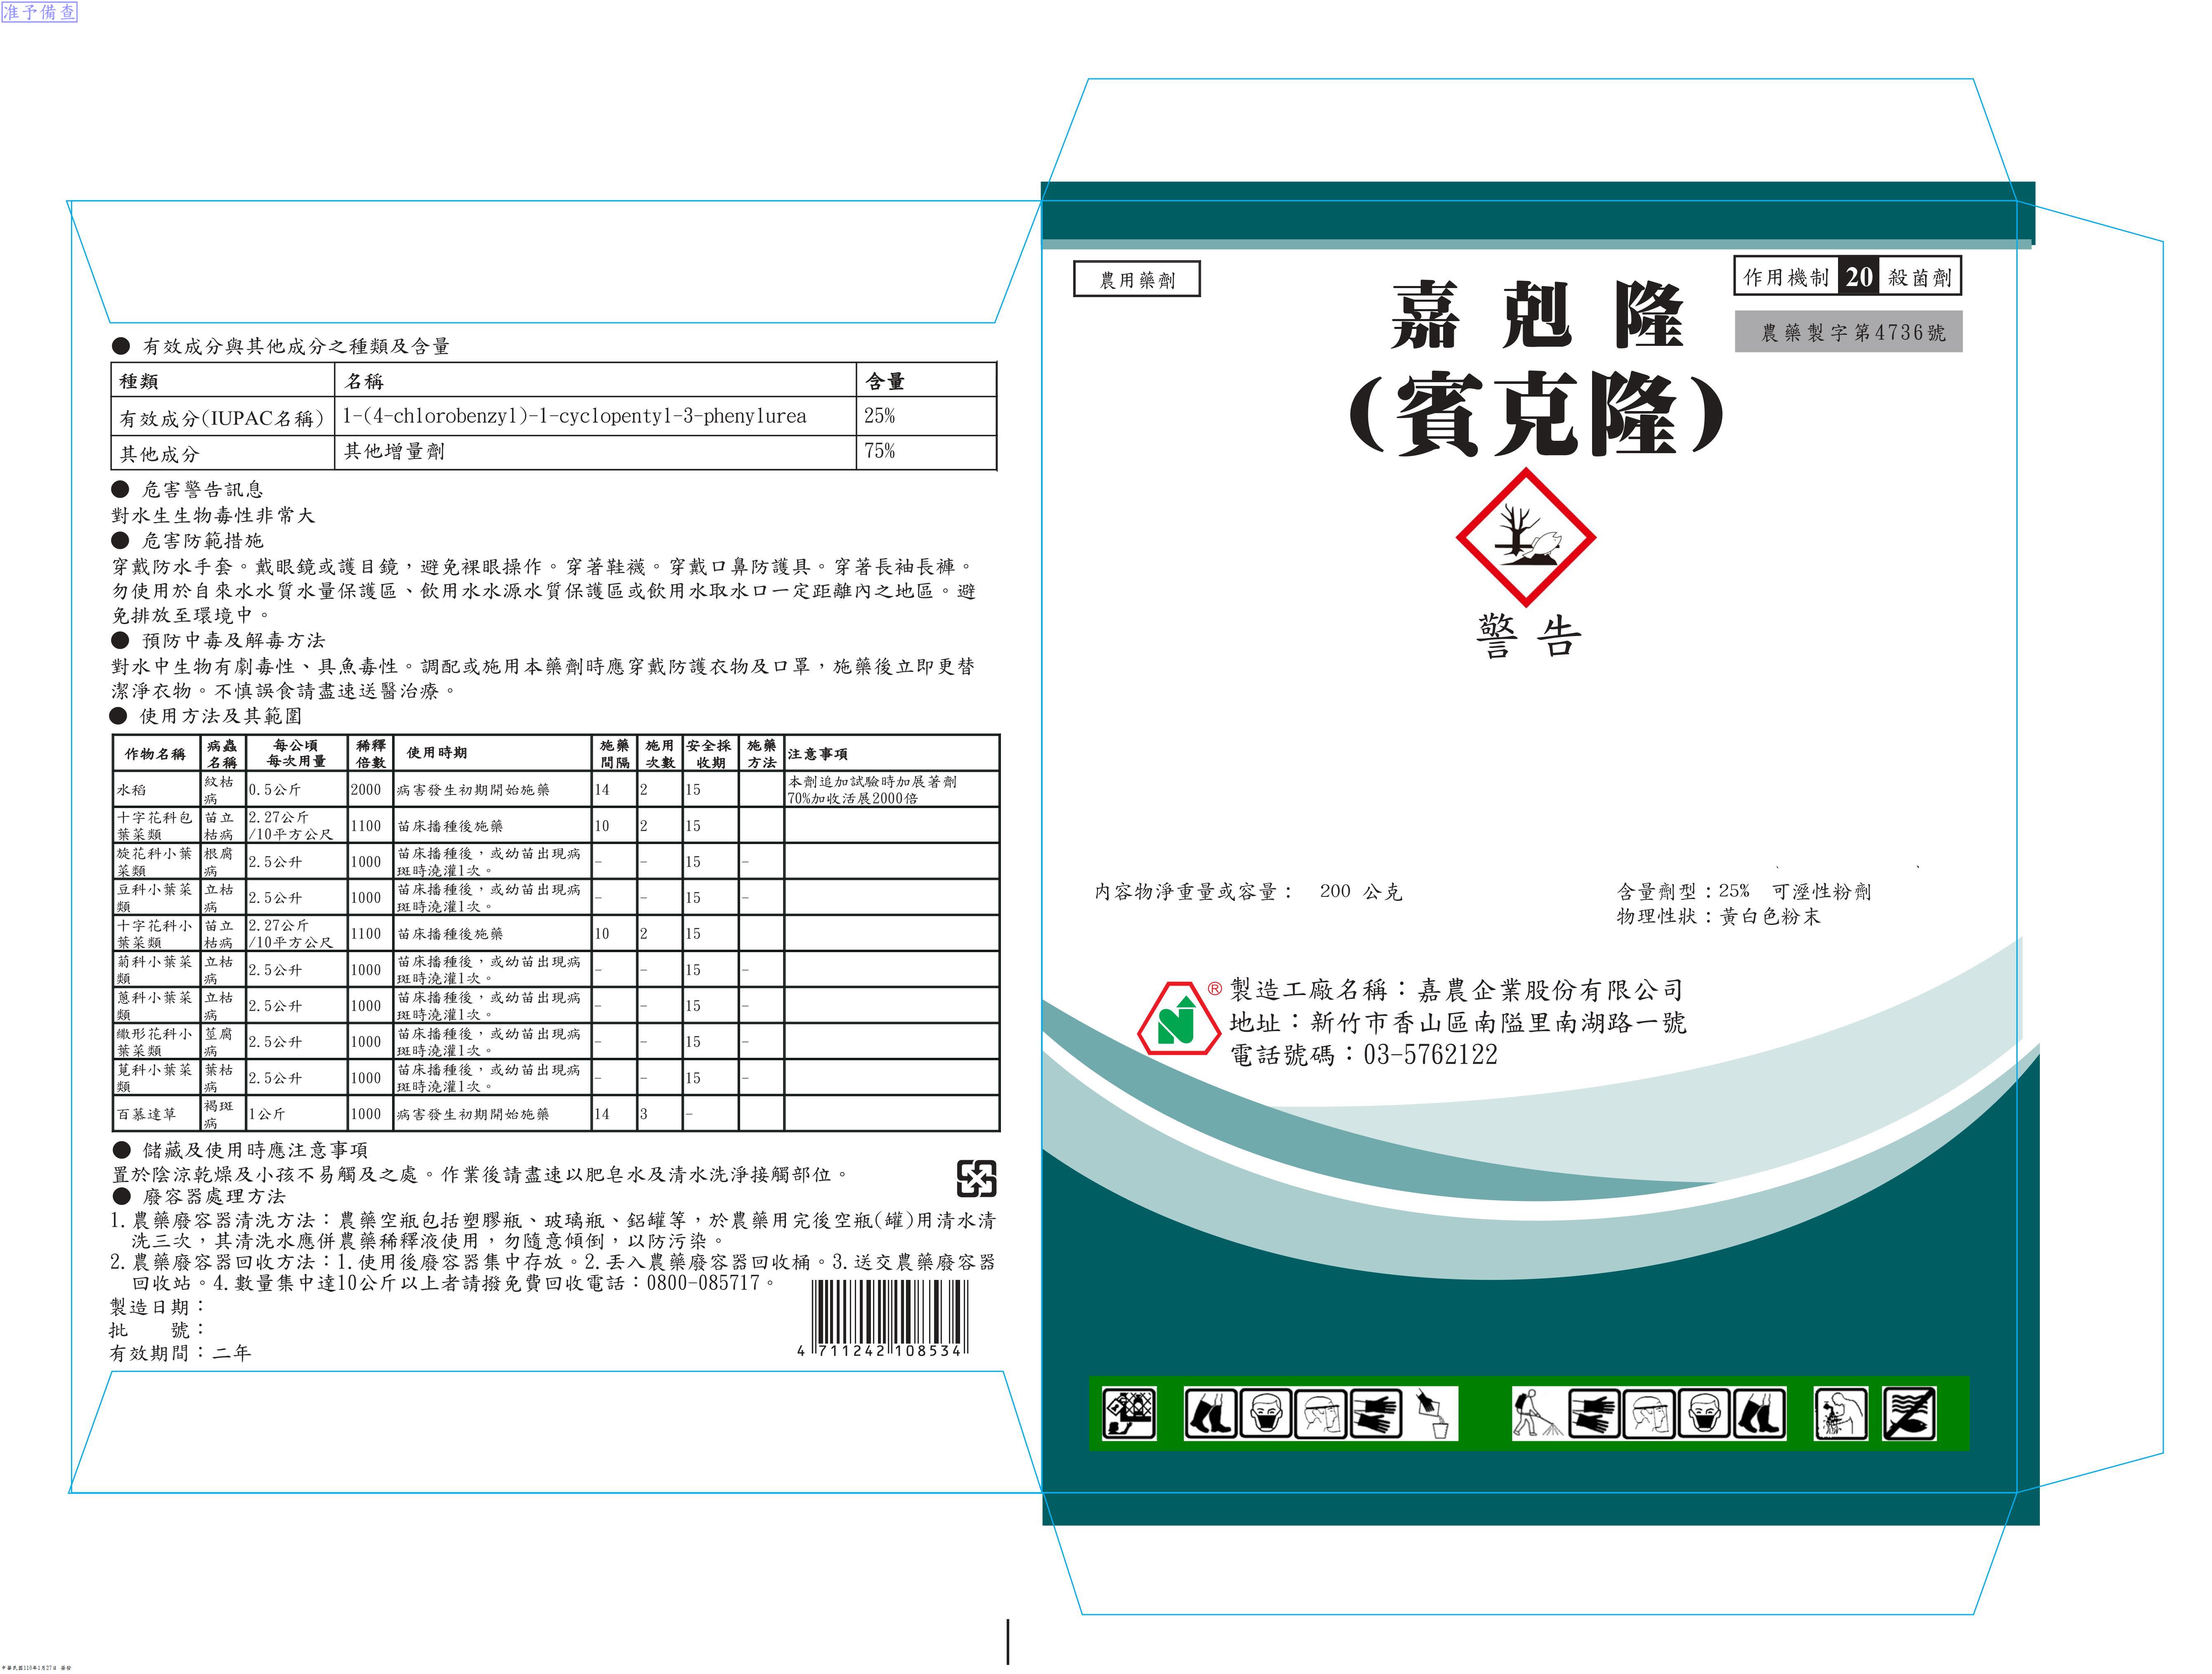 准予備查
● 有效成分與其他成分之種類及含量
種類 名稱 含量
有效成分(IUPAC名稱) 1-(4-chlorobenzyl)-1-cyclopentyl-3-phenylurea 25%
其他成分 其他增量劑 75%
● 危害警告訊息
對水生生物毒性非常大
● 危害防範措施
穿戴防水手套。戴眼鏡或護目鏡，避免裸眼操作。穿著鞋襪。穿戴口鼻防護具。穿著長袖長褲。
勿使用於自來水水質水量保護區、飲用水水源水質保護區或飲用水取水口一定距離內之地區。避
免排放至環境中。
● 預防中毒及解毒方法
對水中生物有劇毒性、具魚毒性。調配或施用本藥劑時應穿戴防護衣物及口罩，施藥後立即更替
潔淨衣物。不慎誤食請盡速送醫治療。
● 使用方法及其範圍
作物名稱 病蟲名稱 每公頃每次用量 稀釋倍數 使用時期 施藥間隔 施用次數 安全採收期 施藥方法 注意事項
水稻 紋枯病 0.5公斤 2000 病害發生初期開始施藥 14 2 15 本劑追加試驗時加展著劑70%加收活展2000倍
十字花科包葉菜類 苗立枯病 2.27公斤/10平方公尺 1100 苗床播種後施藥 10 2 15
旋花科小葉菜類 根腐病 2.5公升 1000 苗床播種後，或幼苗出現病斑時澆灌1次。 - - 15 -
豆科小葉菜類 立枯病 2.5公升 1000 苗床播種後，或幼苗出現病斑時澆灌1次。 - - 15 -
十字花科小葉菜類 苗立枯病 2.27公斤/10平方公尺 1100 苗床播種後施藥 10 2 15
菊科小葉菜類 立枯病 2.5公升 1000 苗床播種後，或幼苗出現病斑時澆灌1次。 - - 15 -
蔥科小葉菜類 立枯病 2.5公升 1000 苗床播種後，或幼苗出現病斑時澆灌1次。 - - 15 -
繖形花科小葉菜類 莖腐病 2.5公升 1000 苗床播種後，或幼苗出現病斑時澆灌1次。 - - 15 -
莧科小葉菜類 葉枯病 2.5公升 1000 苗床播種後，或幼苗出現病斑時澆灌1次。 - - 15 -
百慕達草 褐斑病 1公斤 1000 病害發生初期開始施藥 14 3 -
● 儲藏及使用時應注意事項
置於陰涼乾燥及小孩不易觸及之處。作業後請盡速以肥皂水及清水洗淨接觸部位。
● 廢容器處理方法
1.農藥廢容器清洗方法：農藥空瓶包括塑膠瓶、玻璃瓶、鋁罐等，於農藥用完後空瓶(罐)用清水清
洗三次，其清洗水應併農藥稀釋液使用，勿隨意傾倒，以防污染。
2.農藥廢容器回收方法：1.使用後廢容器集中存放。2.丟入農藥廢容器回收桶。3.送交農藥廢容器
回收站。4.數量集中達10公斤以上者請撥免費回收電話：0800-085717。
製造日期：
批 號：
有效期間：二年
4 711242 108534
農用藥劑
作用機制 20 殺菌劑
農藥製字第4736號
嘉剋隆
(賓克隆)
警告
內容物淨重量或容量： 200 公克
含量劑型：25% 可溼性粉劑
物理性狀：黃白色粉末
® 製造工廠名稱：嘉農企業股份有限公司
地址：新竹市香山區南隘里南湖路一號
電話號碼：03-5762122